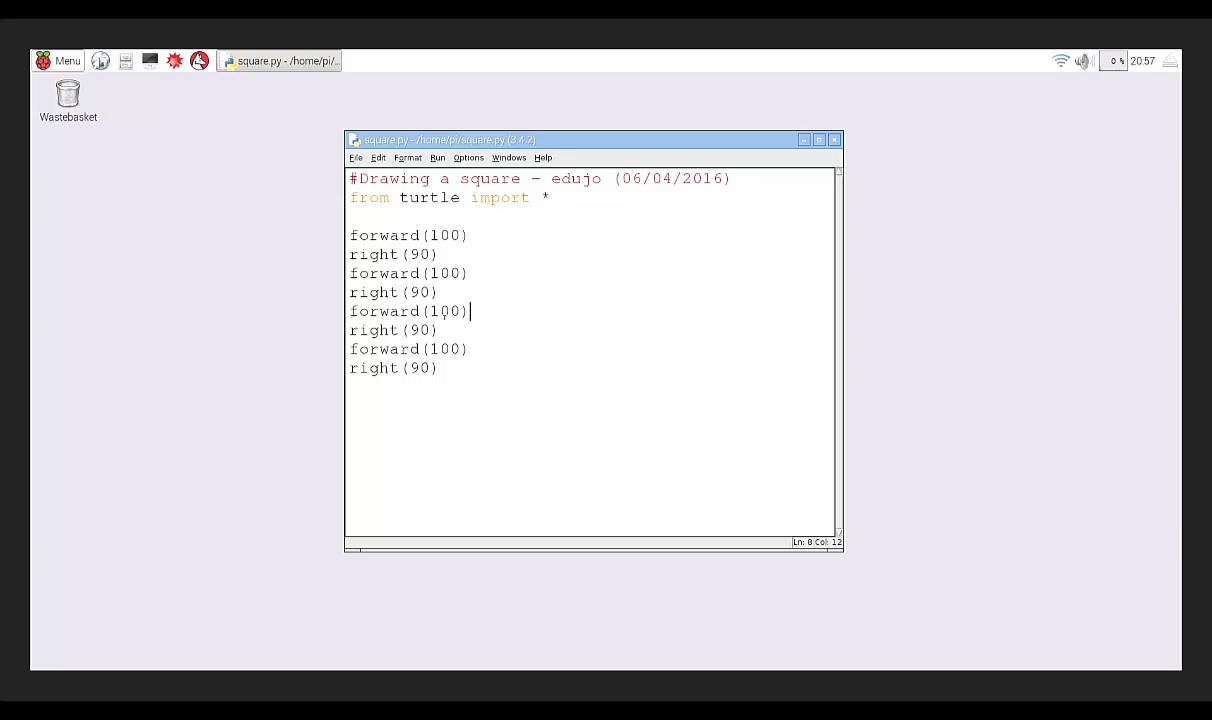 Menu
square.py - /home/pi/...
0 %
20:57
Wastebasket
square.py - /home/pi/square.py (3.4.2)
File Edit Format Run Options Windows Help
#Drawing a square - edujo (06/04/2016)
from turtle import *
forward(100)
right(90)
forward(100)
right(90)
forward(100)
right(90)
forward(100)
right(90)
Ln: 8 Col: 12